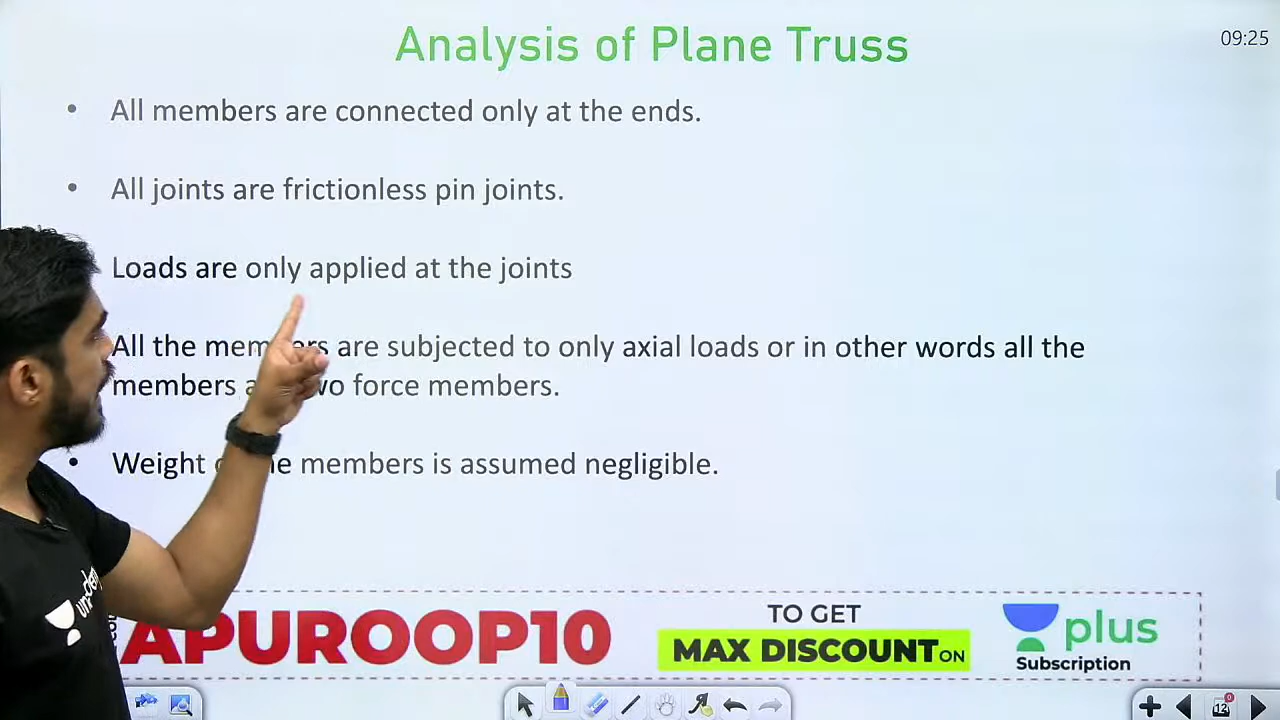 Analysis of Plane Truss
09:25
• All members are connected only at the ends.
• All joints are frictionless pin joints.
Loads are only applied at the joints
All the members are subjected to only axial loads or in other words all the
members two force members.
• Weight members is assumed negligible.
APUROOP10
TO GET
MAX DISCOUNT ON
plus
Subscription
12